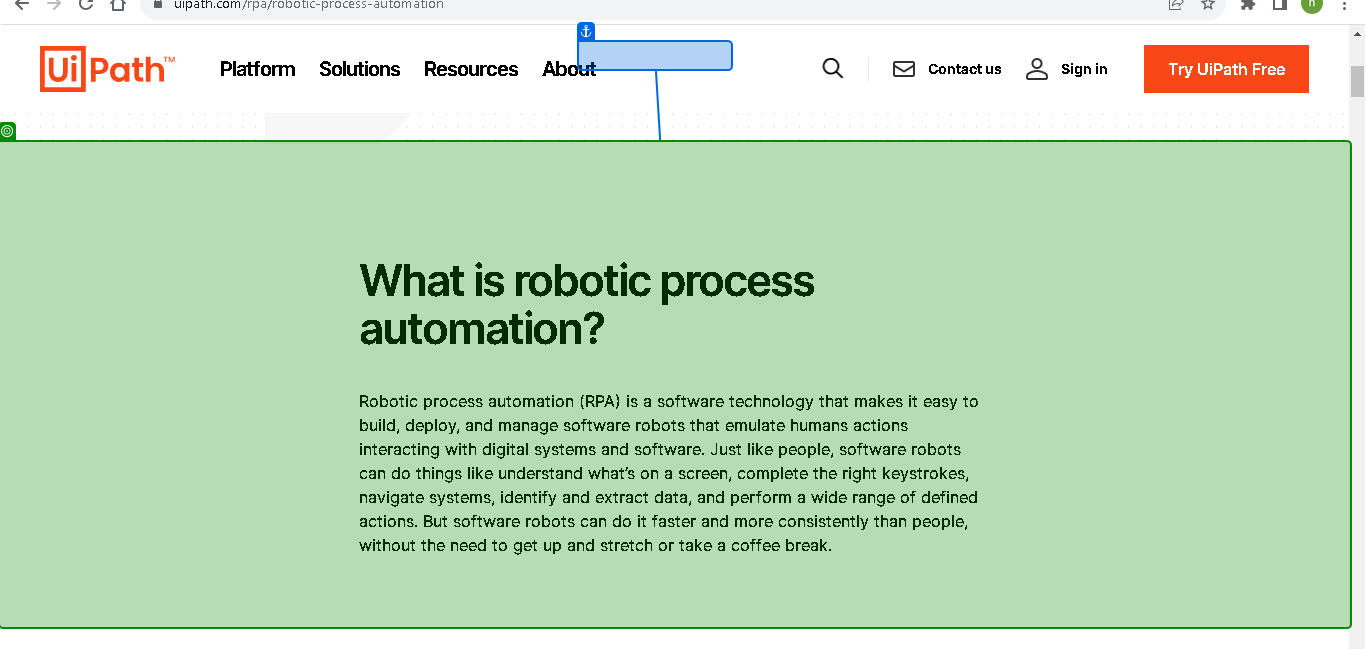 uipath.com/rpa/robotic-process-automation
n
UiPath™
Platform Solutions Resources About
Contact us Sign in Try UiPath Free
What is robotic process
automation?
Robotic process automation (RPA) is a software technology that makes it easy to
build, deploy, and manage software robots that emulate humans actions
interacting with digital systems and software. Just like people, software robots
can do things like understand what’s on a screen, complete the right keystrokes,
navigate systems, identify and extract data, and perform a wide range of defined
actions. But software robots can do it faster and more consistently than people,
without the need to get up and stretch or take a coffee break.